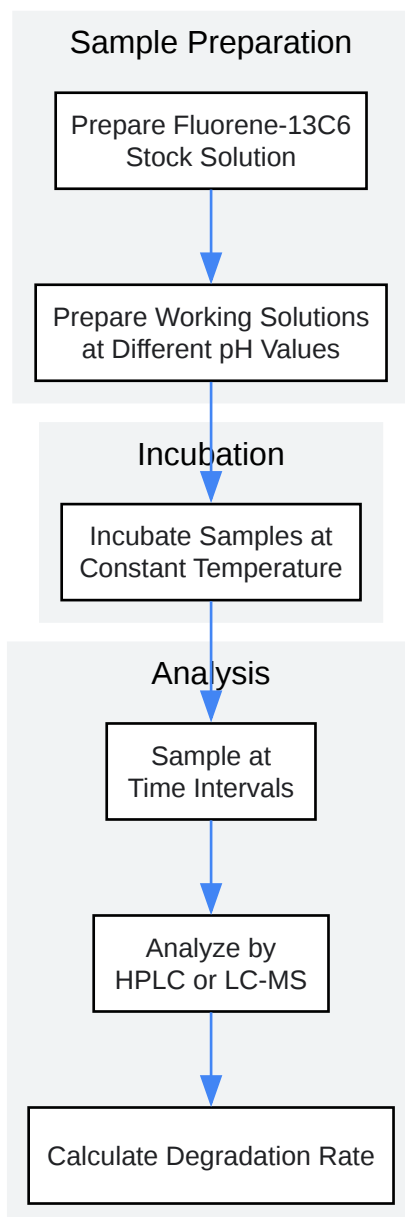 Sample Preparation
Prepare Fluorene-13C6
Stock Solution
Prepare Working Solutions
at Different pH Values
Incubation
Incubate Samples at
Constant Temperature
Analysis
Sample at
Time Intervals
Analyze by
HPLC or LC-MS
Calculate Degradation Rate